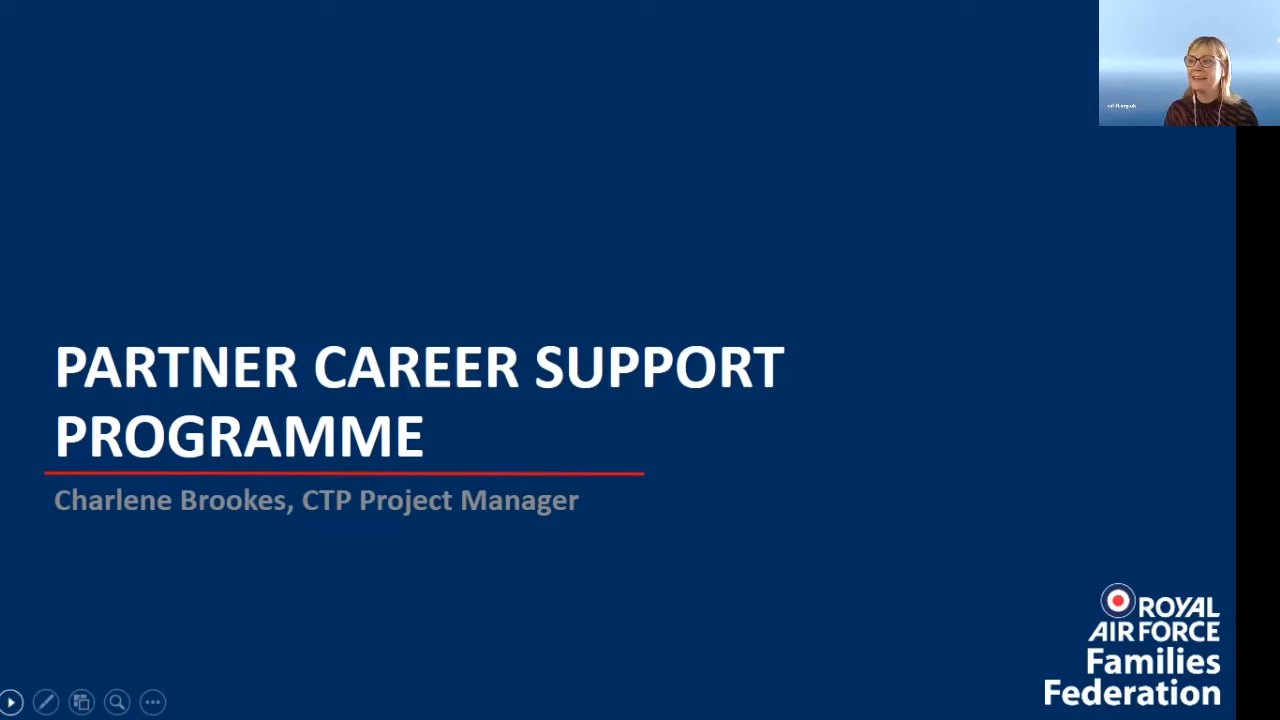 PARTNER CAREER SUPPORT
PROGRAMME
Charlene Brookes, CTP Project Manager
ROYAL
AIR FORCE
Families
Federation